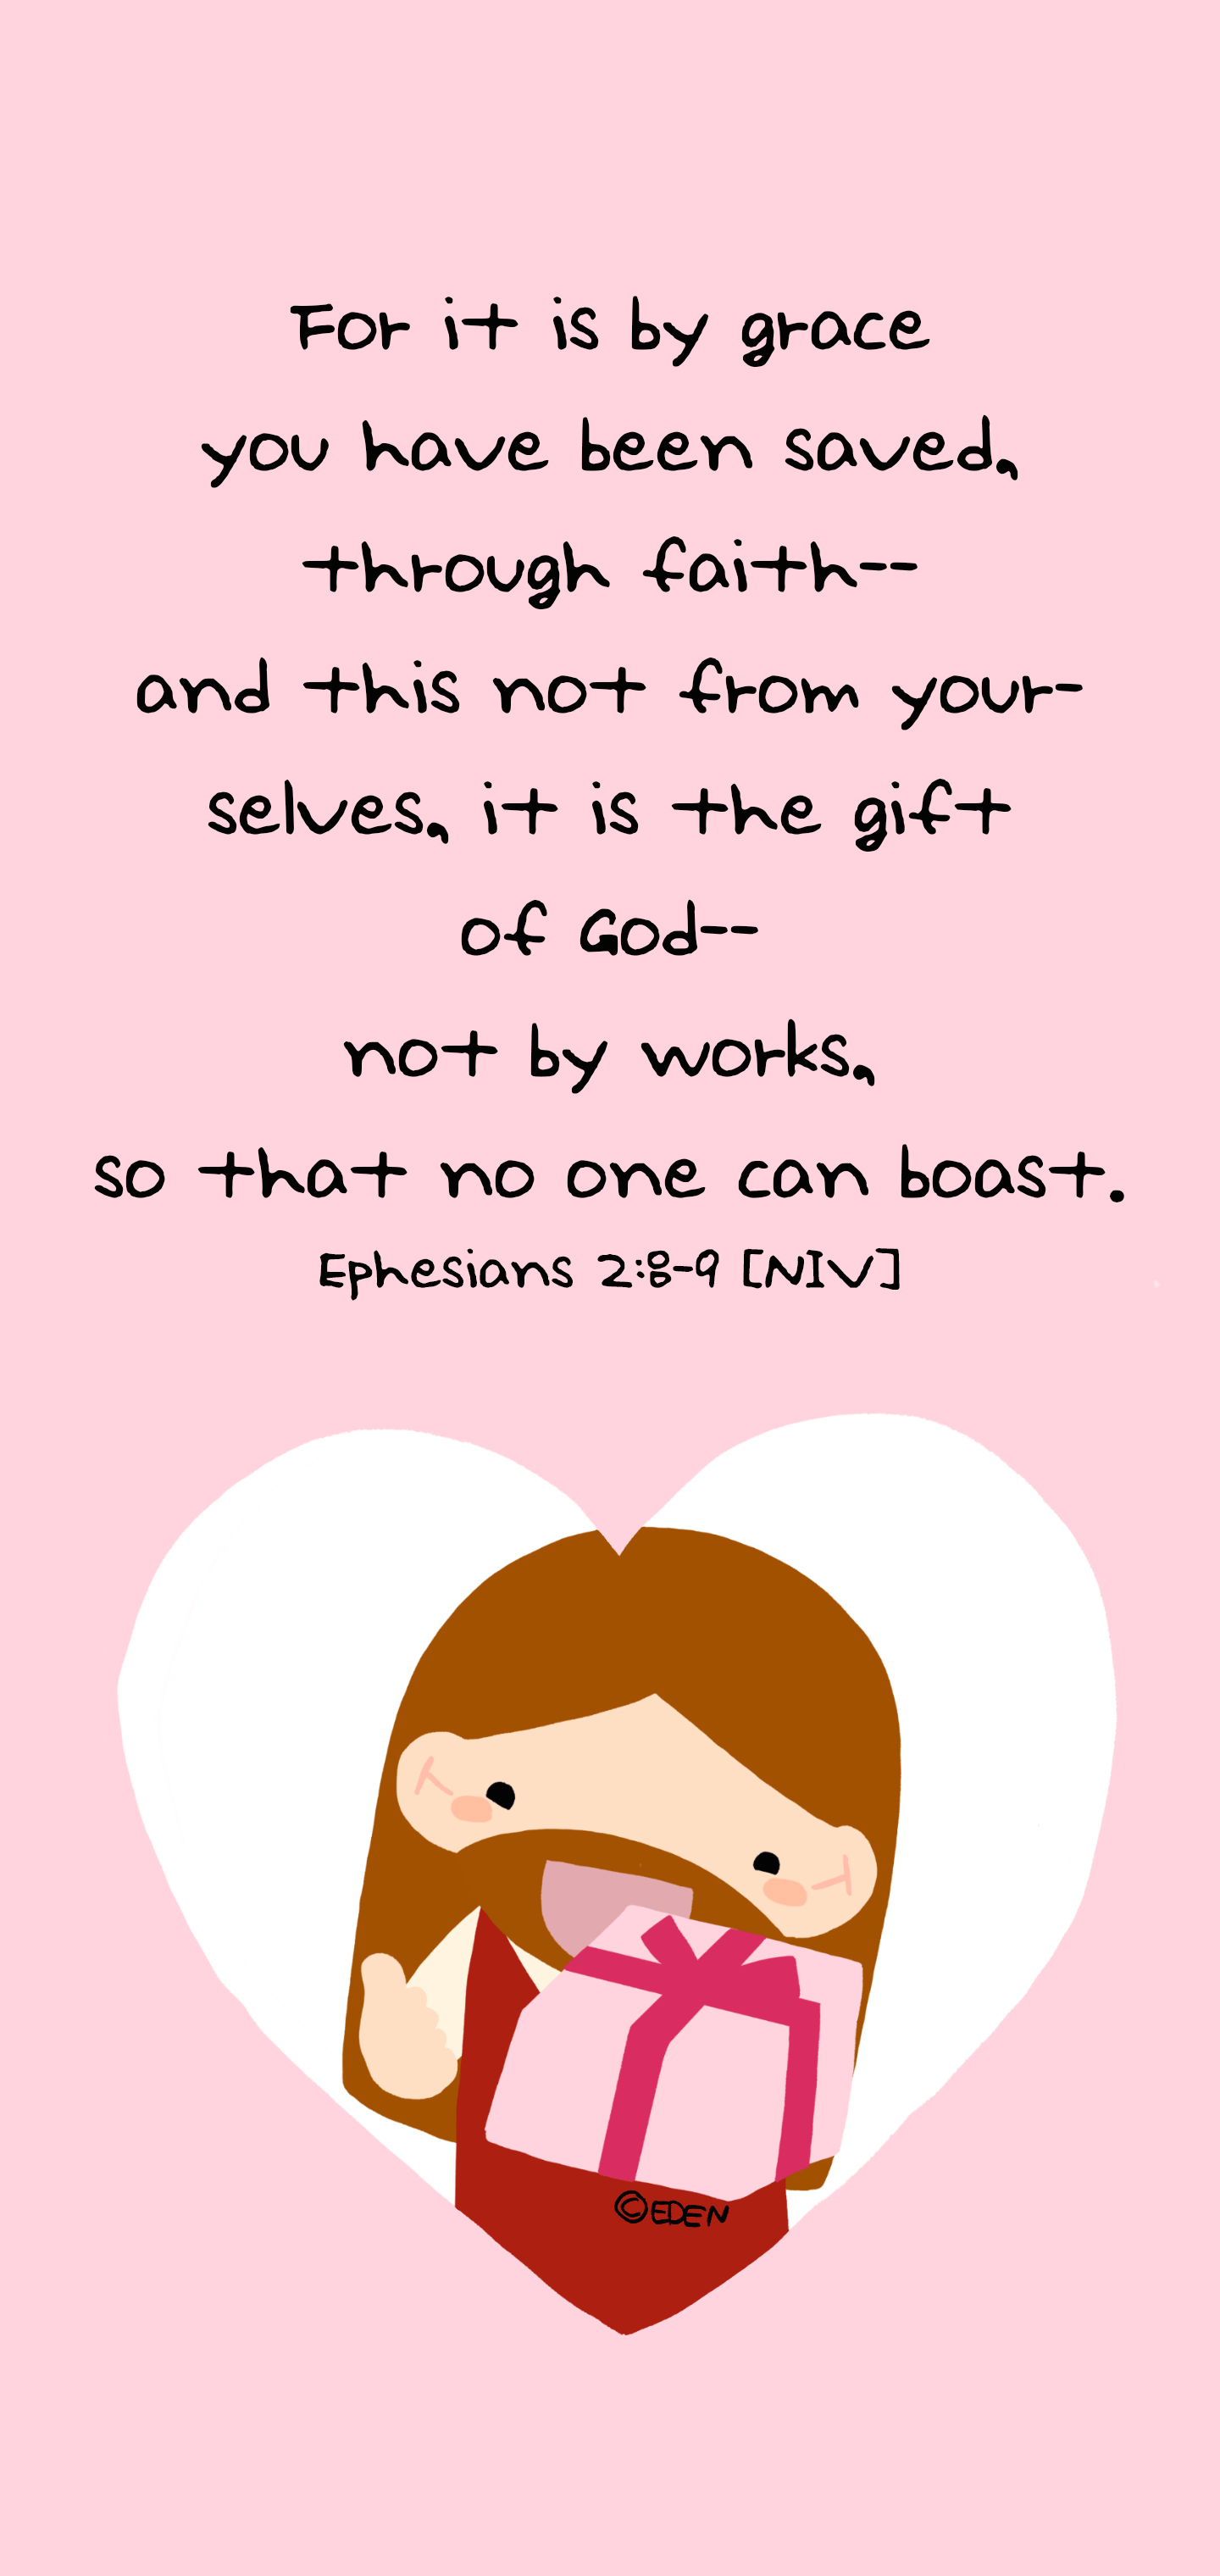 For it is by grace
you have been saved,
through faith--
and this not from your-
selves, it is the gift
of God--
not by works,
so that no one can boast.
Ephesians 2:8-9 [NIV]
©EDEN